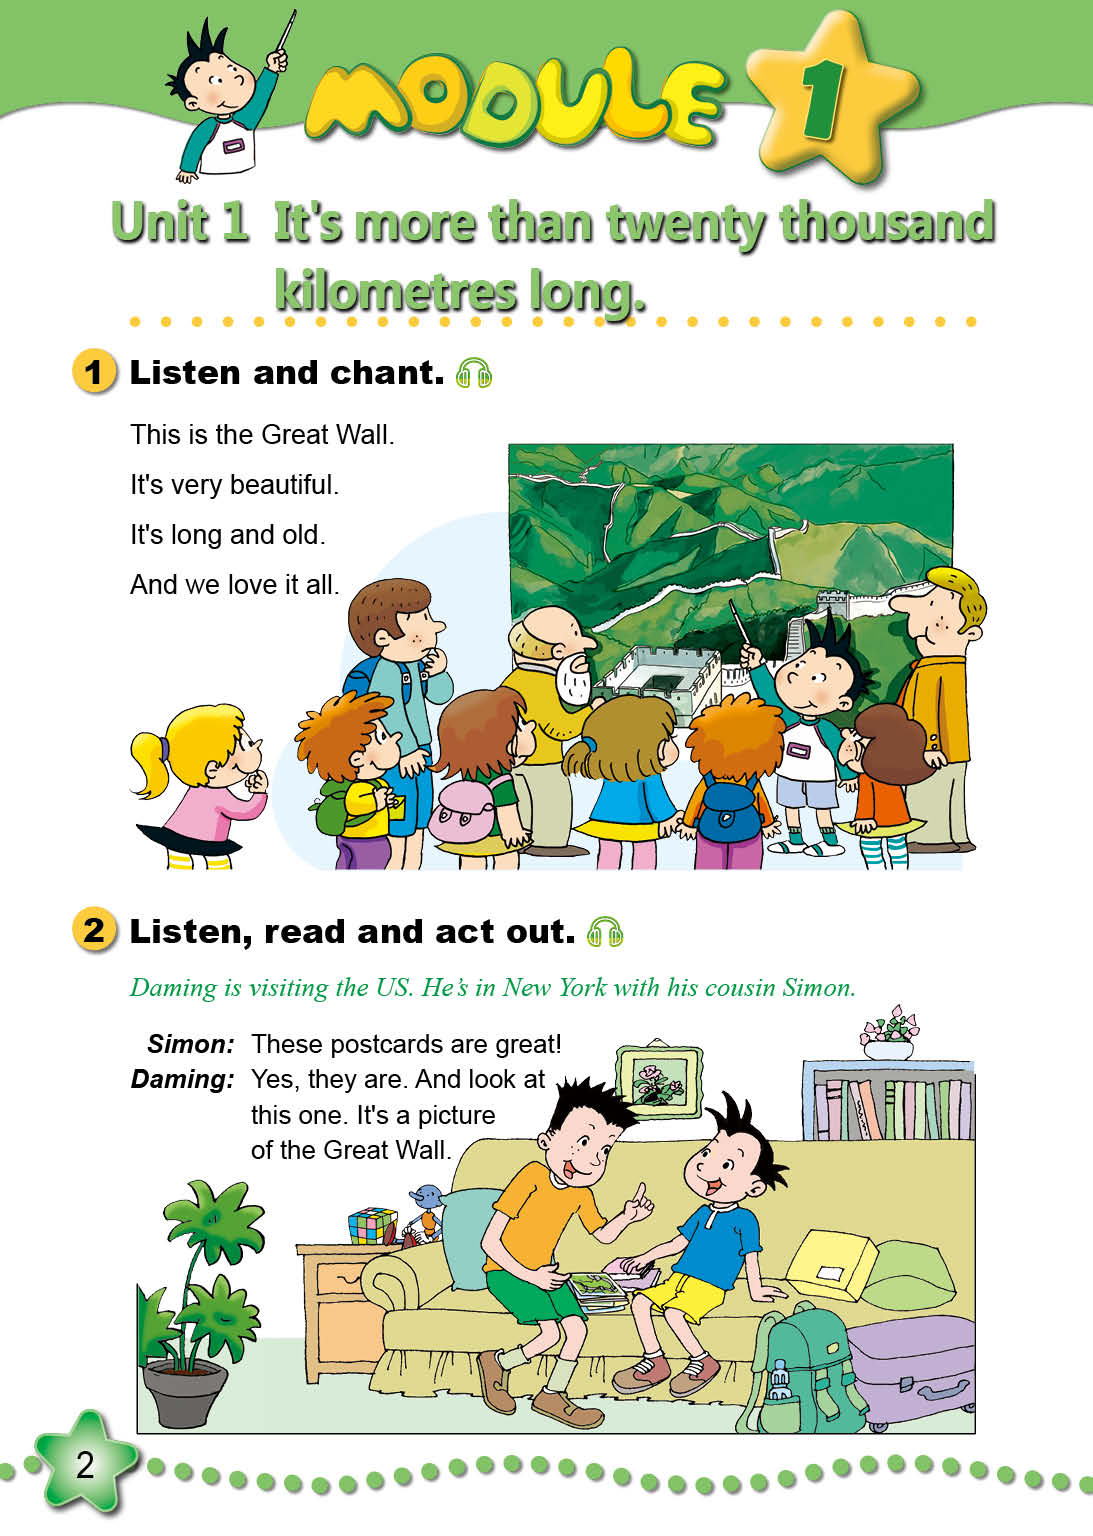 MODULE 1
Unit 1 It's more than twenty thousand
kilometres long.
1 Listen and chant.
This is the Great Wall.
It's very beautiful.
It's long and old.
And we love it all.
2 Listen, read and act out.
Daming is visiting the US. He's in New York with his cousin Simon.
Simon: These postcards are great!
Daming: Yes, they are. And look at
this one. It's a picture
of the Great Wall.
2